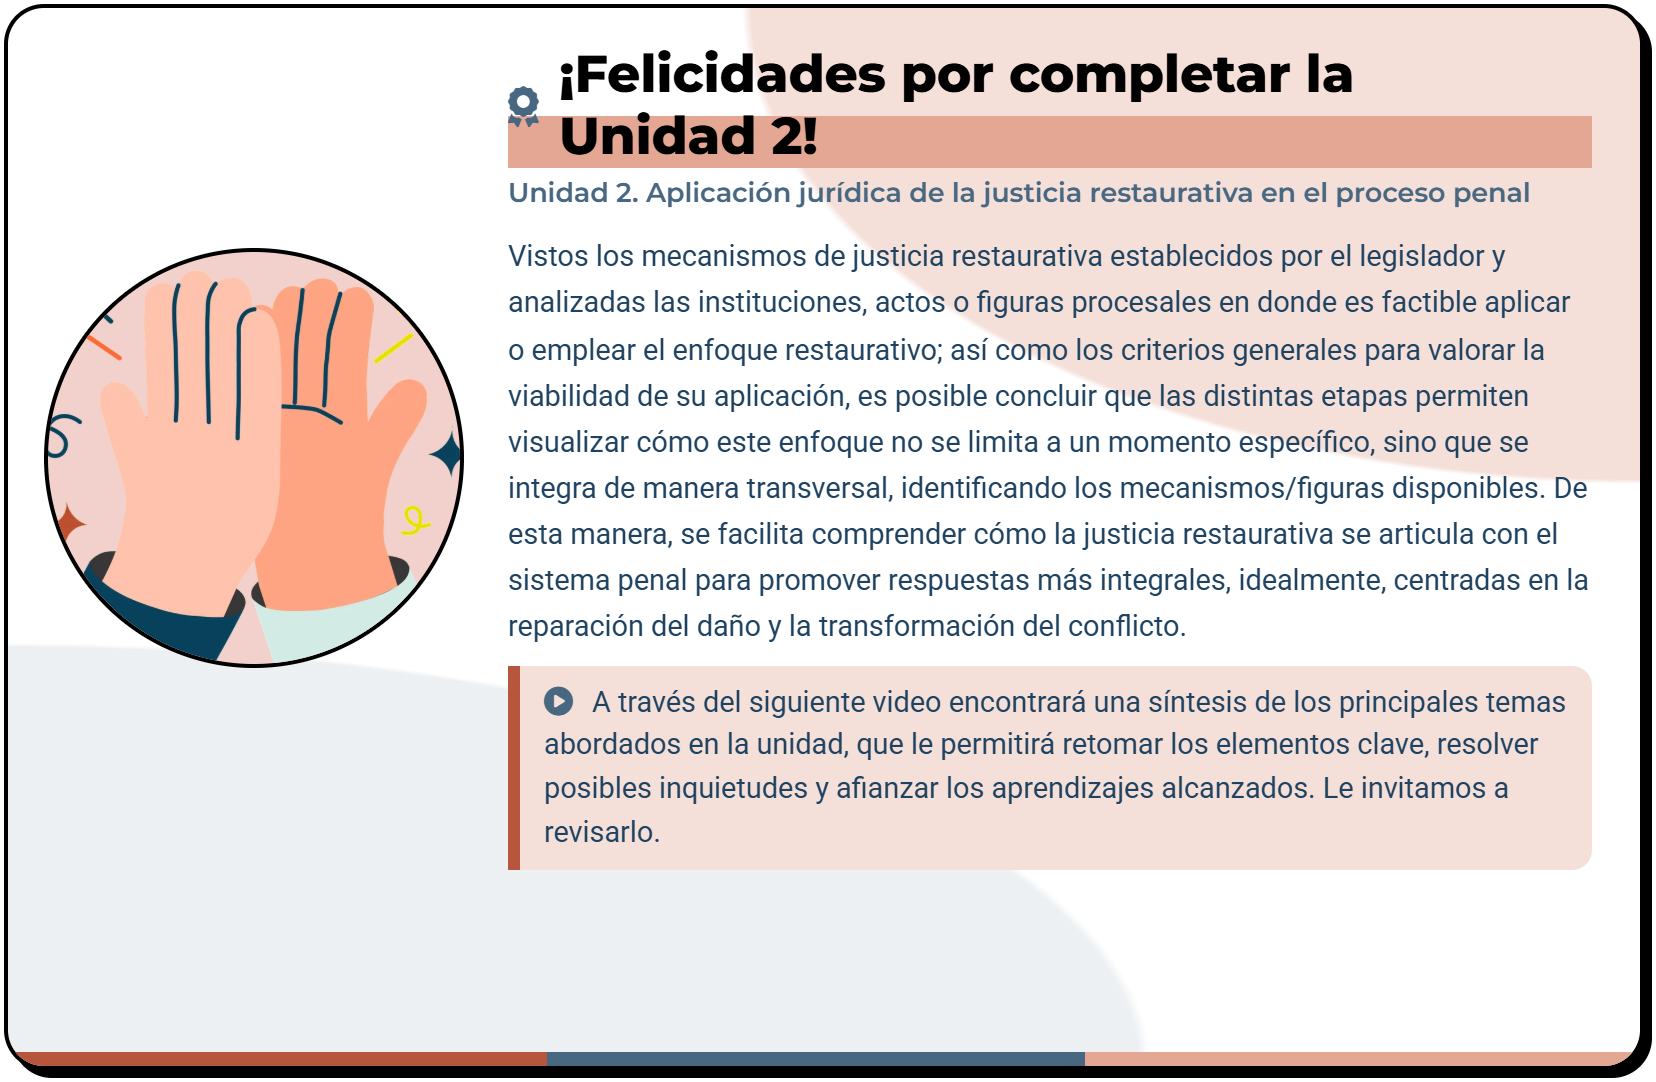 ¡Felicidades por completar la
Unidad 2!
Unidad 2. Aplicación jurídica de la justicia restaurativa en el proceso penal
Vistos los mecanismos de justicia restaurativa establecidos por el legislador y
analizadas las instituciones, actos o figuras procesales en donde es factible aplicar
o emplear el enfoque restaurativo; así como los criterios generales para valorar la
viabilidad de su aplicación, es posible concluir que las distintas etapas permiten
visualizar cómo este enfoque no se limita a un momento específico, sino que se
integra de manera transversal, identificando los mecanismos/figuras disponibles. De
esta manera, se facilita comprender cómo la justicia restaurativa se articula con el
sistema penal para promover respuestas más integrales, idealmente, centradas en la
reparación del daño y la transformación del conflicto.
A través del siguiente video encontrará una síntesis de los principales temas
abordados en la unidad, que le permitirá retomar los elementos clave, resolver
posibles inquietudes y afianzar los aprendizajes alcanzados. Le invitamos a
revisarlo.